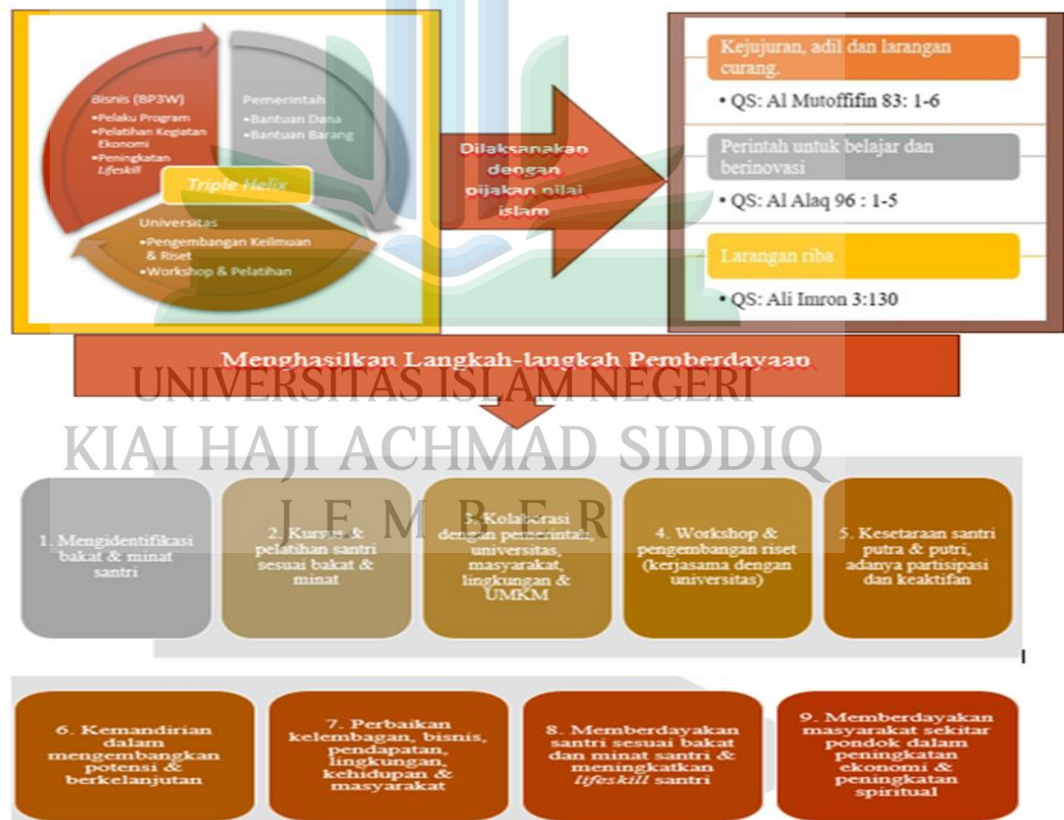 Bisnis (BP3W)
•Pelaku Program
•Pelatihan Kegiatan
Ekonomi
•Peningkatan
Lifeskill
Pemerintah
•Bantuan Dana
•Bantuan Barang
Triple Helix
Universitas
•Pengembangan Keilmuan
& Riset
•Workshop & Pelatihan
Dilaksanakan
dengan
pijakan nilai
islam
Kejujuran, adil dan larangan
curang.
• QS: Al Mutoffifin 83: 1-6
Perintah untuk belajar dan
berinovasi
• QS: Al Alaq 96 : 1-5
Larangan riba
• QS: Ali Imron 3:130
Menghasilkan Langkah-langkah Pemberdayaan
UNIVERSITAS ISLAM NEGERI
KIAI HAJI ACHMAD SIDDIQ
J E M B E R
1. Mengidentifikasi
bakat & minat
santri
2. Kursus &
pelatihan santri
sesuai bakat &
minat
3. Kolaborasi
dengan pemerintah,
universitas,
masyarakat,
lingkungan &
UMKM
4. Workshop &
pengembangan riset
(kerjasama dengan
universitas)
5. Kesetaraan santri
putra & putri,
adanya partisipasi
dan keaktifan
6. Kemandirian
dalam
mengembangkan
potensi &
berkelanjutan
7. Perbaikan
kelembagan, bisnis,
pendapatan,
lingkungan,
kehidupan &
masyarakat
8. Memberdayakan
santri sesuai bakat
dan minat santri &
meningkatkan
lifeskill santri
9. Memberdayakan
masyarakat sekitar
pondok dalam
peningkatan
ekonomi &
peningkatan
spiritual